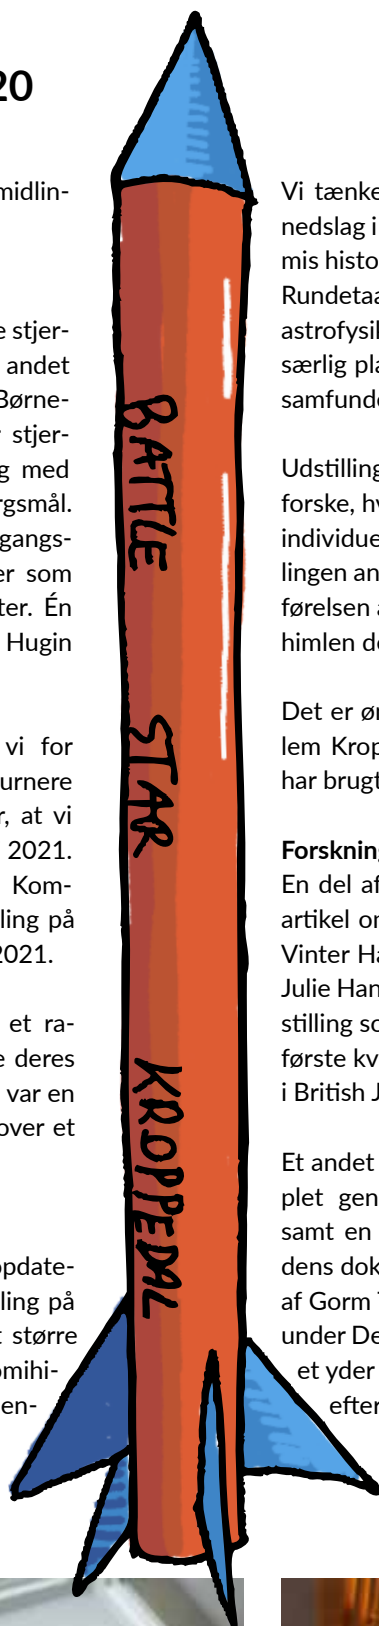 20
midlin-
e stjer-
andet
Børne-
stjer-
g med
rgsmål.
gangs-
er som
ter. Én
Hugin
vi for
urnere
r, at vi
2021.
Kom-
ling på
2021.
et ra-
e deres
var en
over et
opdate-
ling på
t større
omihi-
en-
BATTLE STAR KROPPEDAL
Vi tænke
nedslag i
mis histo
Rundetaa
astrofysik
særlig pla
samfunde
Udstilling
forske, hv
individue
lingen an
førelsen a
himlen de
Det er øn
lem Krop
har brugt
Forskning
En del af
artikel on
Vinter Ha
Julie Han
stilling so
første kv
i British J
Et andet
plet gen
samt en
dens dok
af Gorm T
under De
et yder
efter